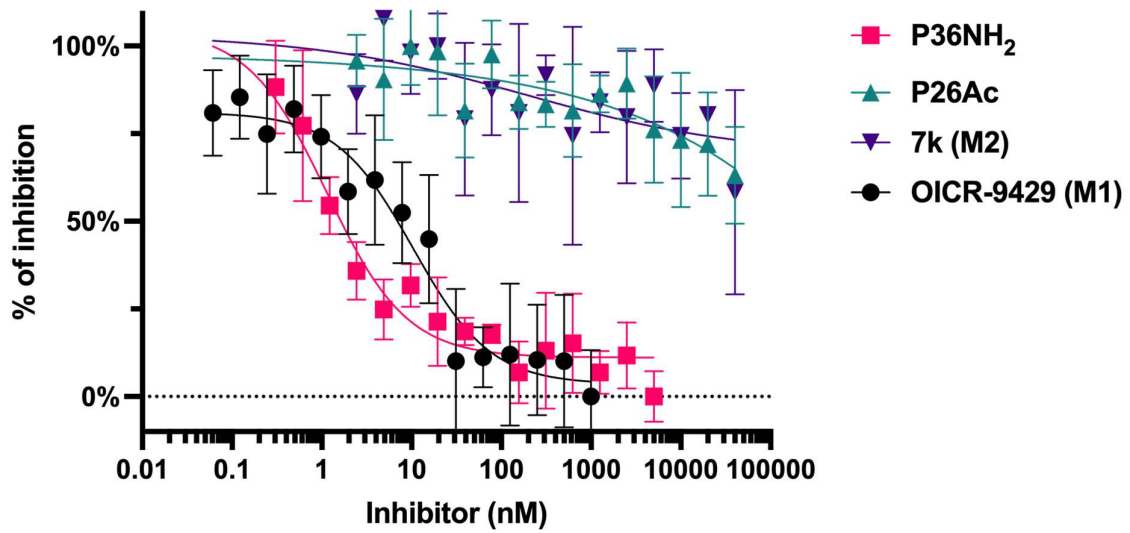 100%
50%
0%
% of inhibition
0.01 0.1 1 10 100 1000 10000 100000
Inhibitor (nM)
P36NH₂
P26Ac
7k (M2)
OICR-9429 (M1)